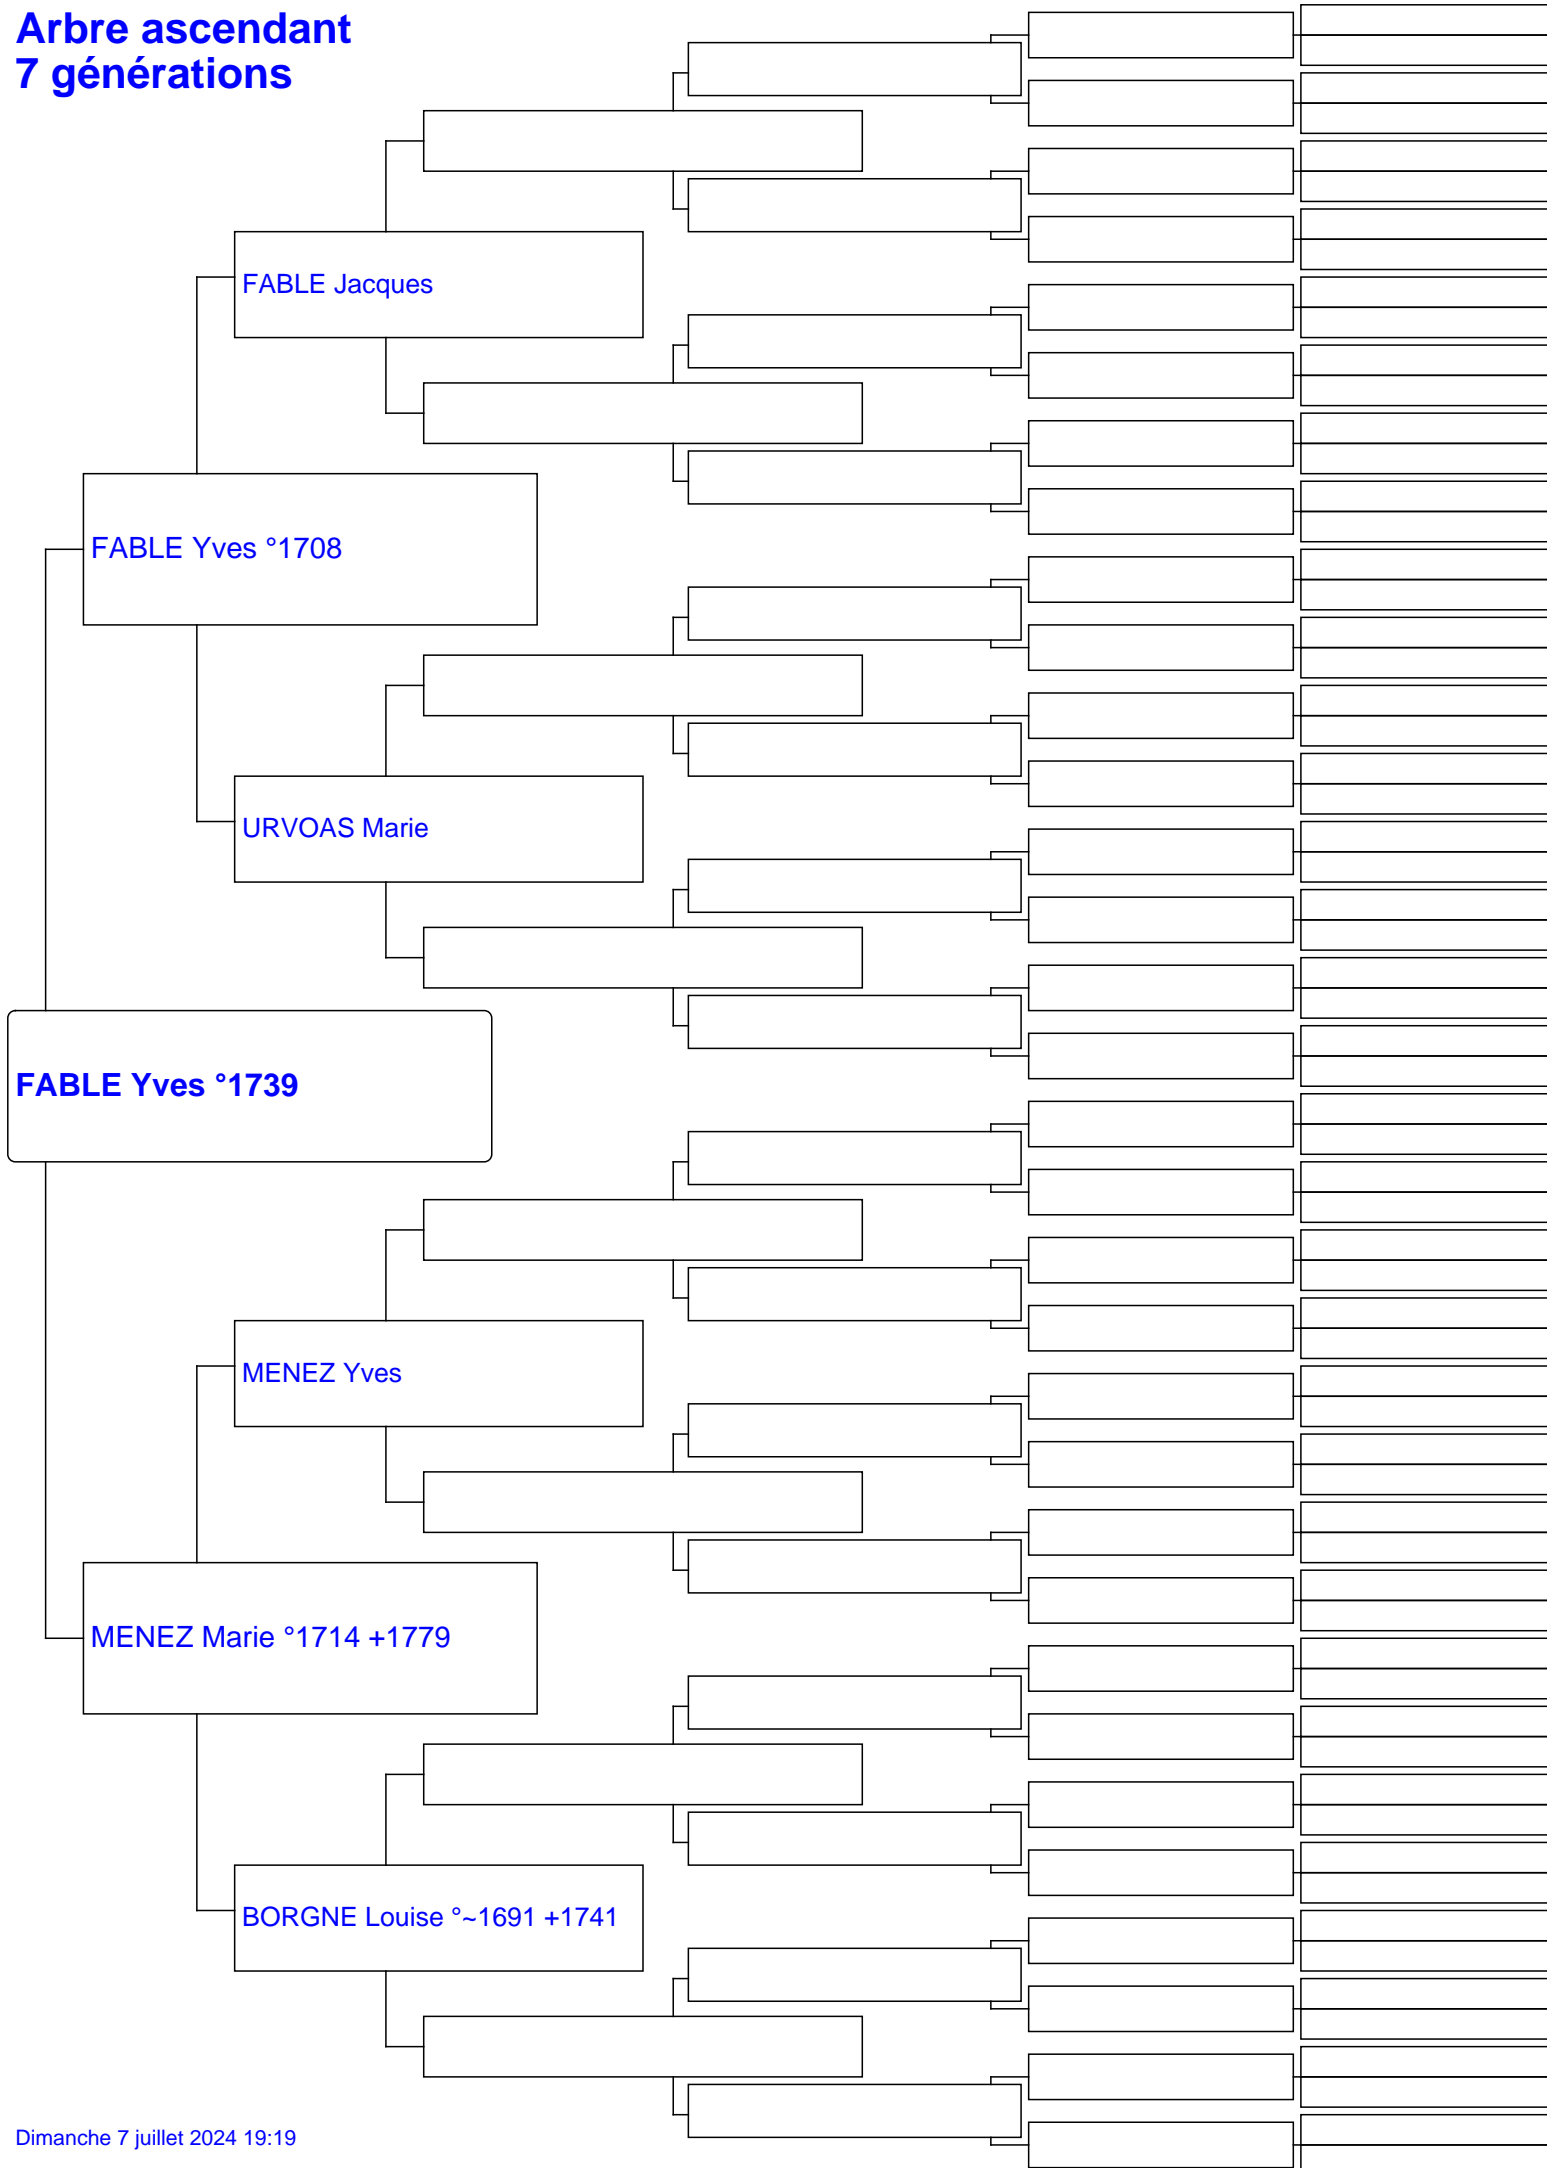 Arbre ascendant
7 générations
FABLE Jacques
FABLE Yves °1708
URVOAS Marie
FABLE Yves °1739
MENEZ Yves
MENEZ Marie °1714 +1779
BORGNE Louise °~1691 +1741
Dimanche 7 juillet 2024 19:19